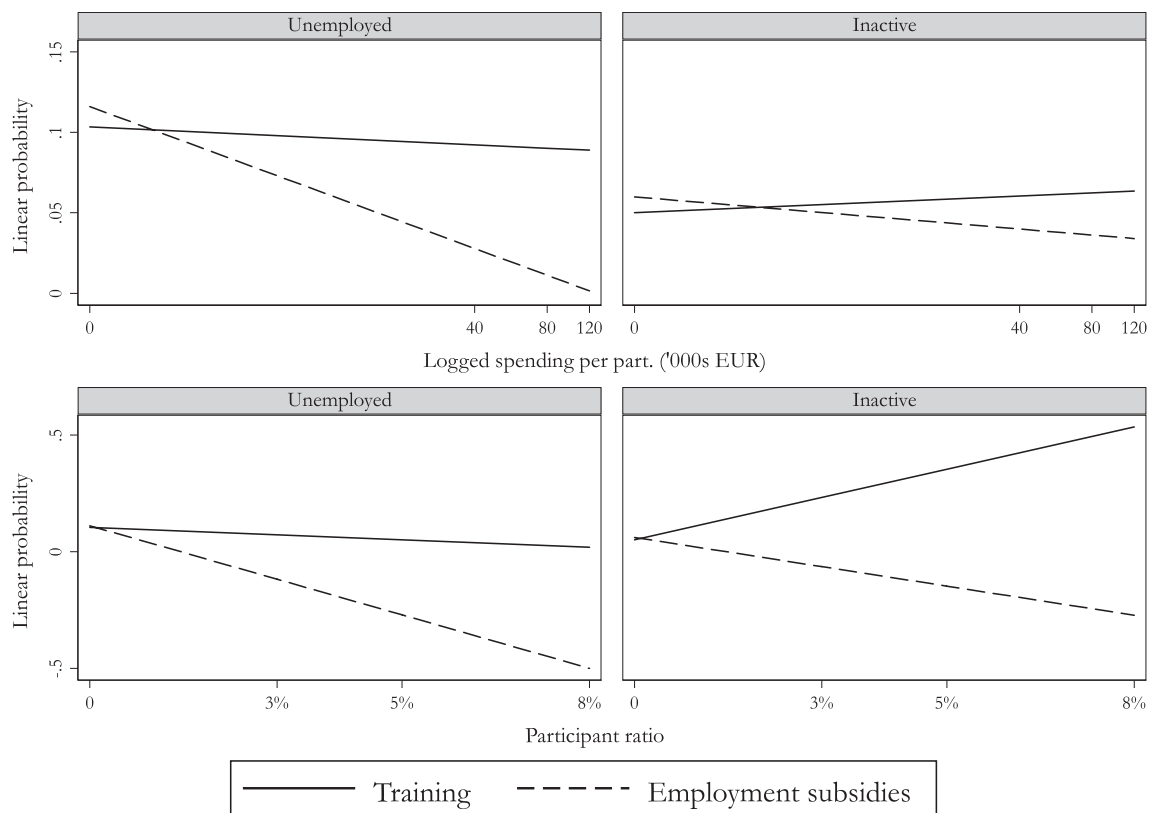 Unemployed Inactive
Linear probability
.15
.1
.05
0
0 40 80 120 0 40 80 120
Logged spending per part. ('000s EUR)
Unemployed Inactive
Linear probability
.5
0
-.5
0 3% 5% 8% 0 3% 5% 8%
Participant ratio
Training Employment subsidies